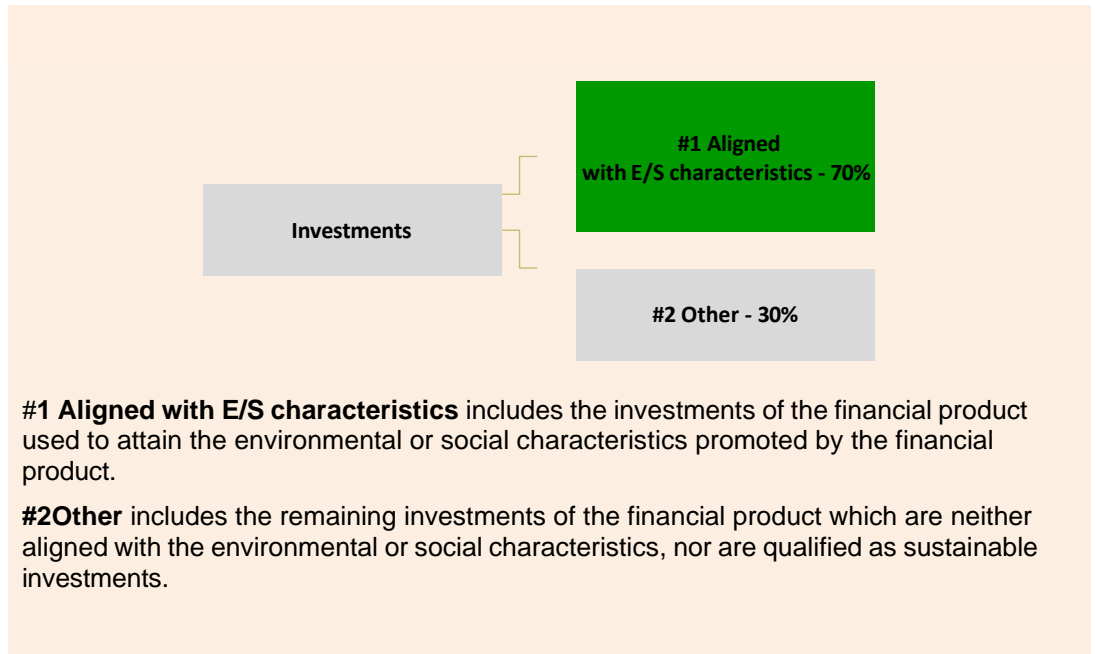 #1 Aligned
with E/S characteristics - 70%
Investments
#2 Other - 30%
#1 Aligned with E/S characteristics includes the investments of the financial product
used to attain the environmental or social characteristics promoted by the financial
product.
#2Other includes the remaining investments of the financial product which are neither
aligned with the environmental or social characteristics, nor are qualified as sustainable
investments.